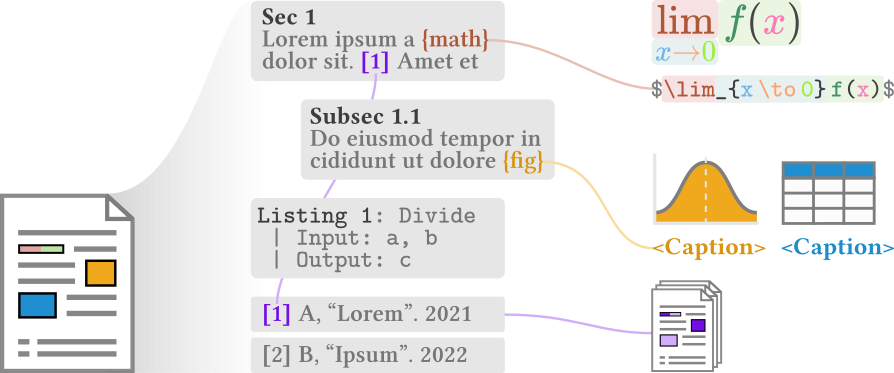 Sec 1
Lorem ipsum a {math}
dolor sit. [1] Amet et
Subsec 1.1
Do eiusmod tempor in
cididunt ut dolore {fig}
Listing 1: Divide
| Input: a, b
| Output: c
[1] A, “Lorem”. 2021
[2] B, “Ipsum”. 2022
lim f(x)
x→0
$\lim_{x \to 0} f(x)$
<Caption> <Caption>